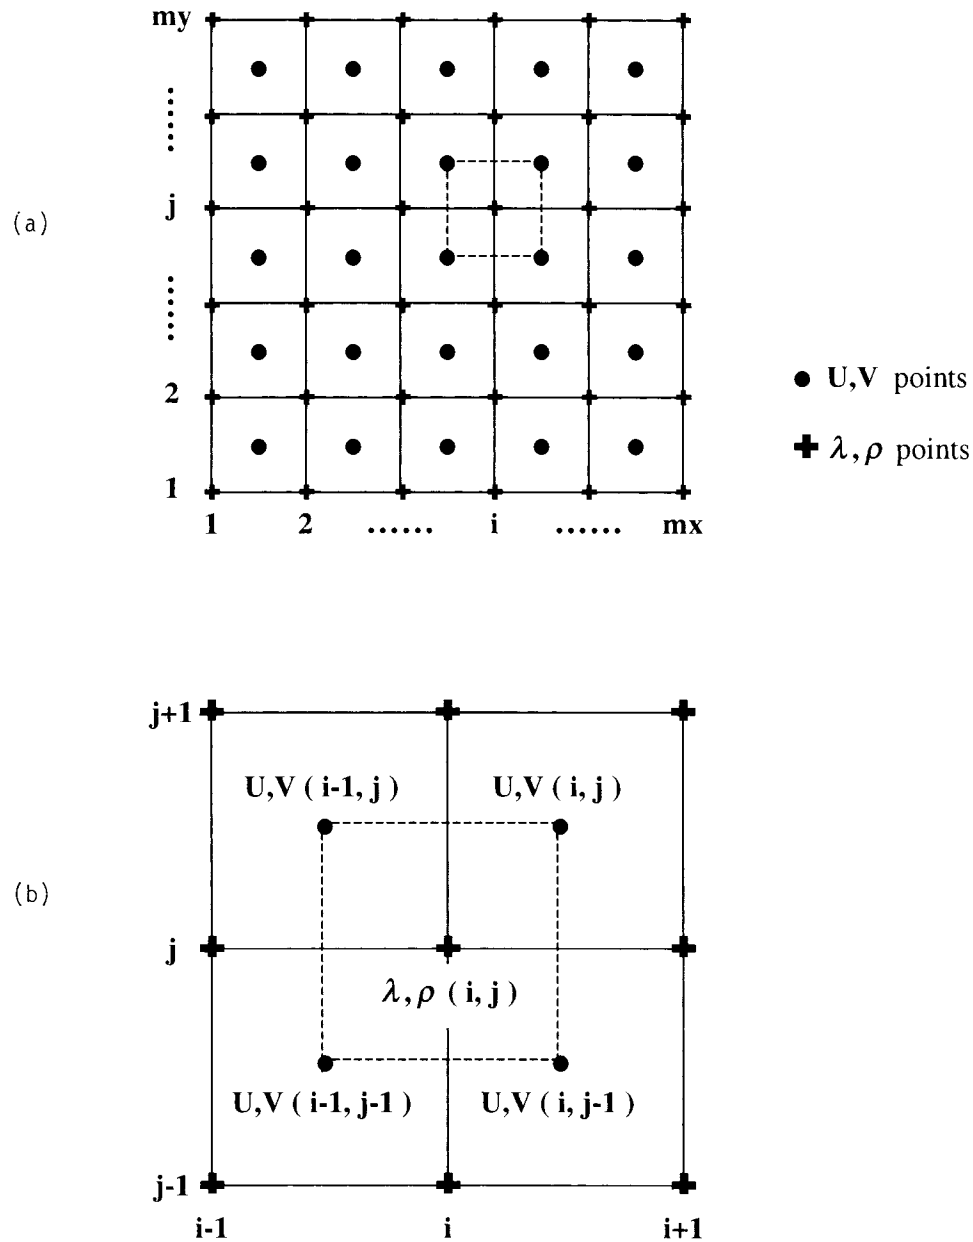 my
(a)
j
2
1
1 2 ...... i ...... mx
U,V points
λ,ρ points
(b)
j+1
U,V ( i-1, j )
U,V ( i, j )
j
λ,ρ ( i, j )
U,V ( i-1, j-1 )
U,V ( i, j-1 )
j-1
i-1 i i+1